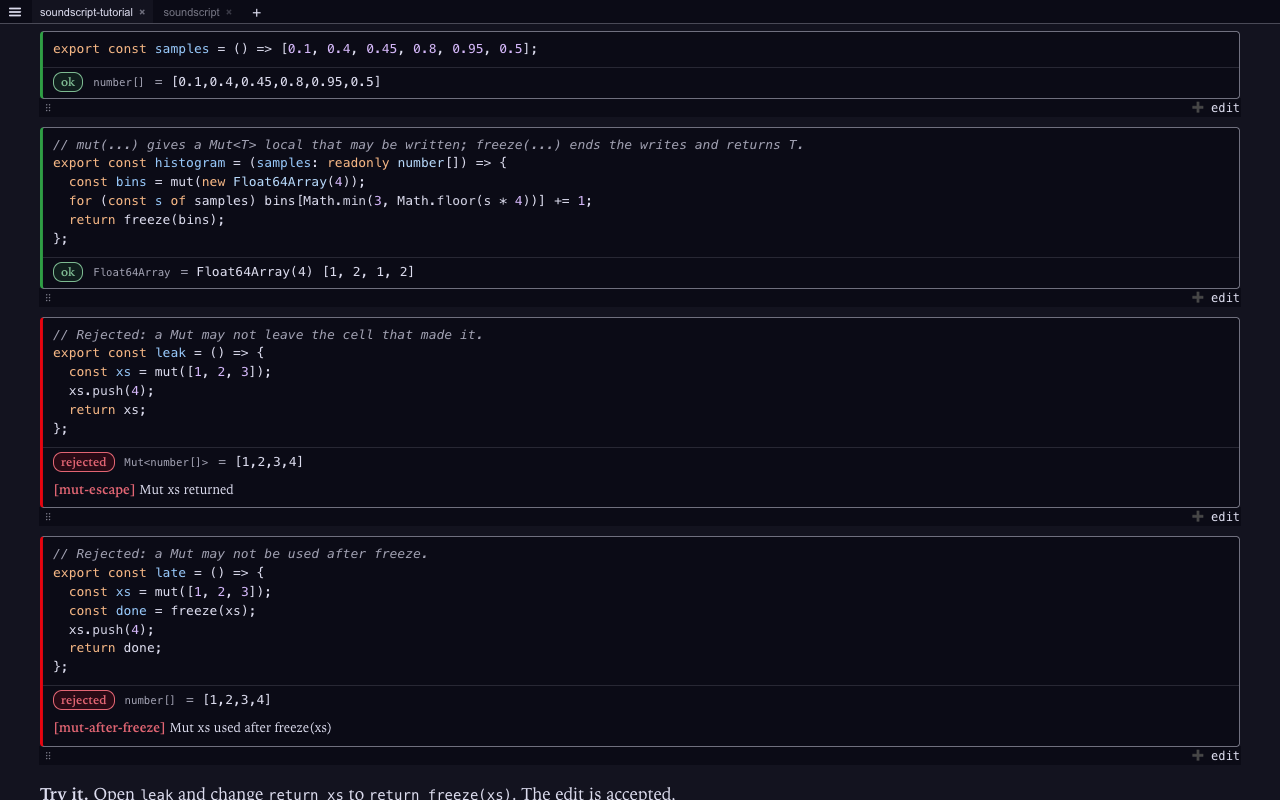 soundscript-tutorial × soundscript × +
export const samples = () => [0.1, 0.4, 0.45, 0.8, 0.95, 0.5];
ok number[] = [0.1,0.4,0.45,0.8,0.95,0.5]
edit
// mut(...) gives a Mut<T> local that may be written; freeze(...) ends the writes and returns T.
export const histogram = (samples: readonly number[]) => {
  const bins = mut(new Float64Array(4));
  for (const s of samples) bins[Math.min(3, Math.floor(s * 4))] += 1;
  return freeze(bins);
};
ok Float64Array = Float64Array(4) [1, 2, 1, 2]
edit
// Rejected: a Mut may not leave the cell that made it.
export const leak = () => {
  const xs = mut([1, 2, 3]);
  xs.push(4);
  return xs;
};
rejected Mut<number[]> = [1,2,3,4]
[mut-escape] Mut xs returned
edit
// Rejected: a Mut may not be used after freeze.
export const late = () => {
  const xs = mut([1, 2, 3]);
  const done = freeze(xs);
  xs.push(4);
  return done;
};
rejected number[] = [1,2,3,4]
[mut-after-freeze] Mut xs used after freeze(xs)
edit
Try it. Open leak and change return xs to return freeze(xs). The edit is accepted.